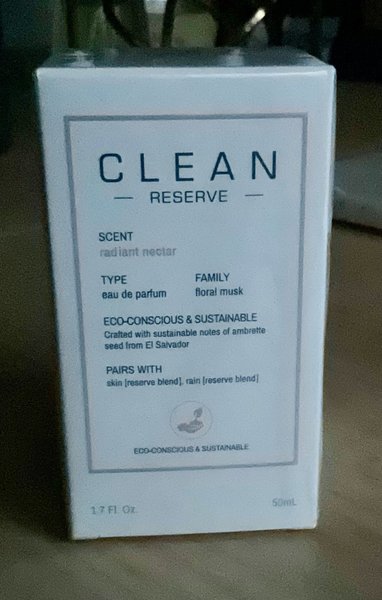 CLEAN
— RESERVE —
SCENT
radiant nectar
TYPE FAMILY
eau de parfum floral musk
ECO-CONSCIOUS & SUSTAINABLE
Crafted with sustainable notes of ambrette
seed from El Salvador
PAIRS WITH
skin [reserve blend], rain [reserve blend]
ECO-CONSCIOUS & SUSTAINABLE
1.7 Fl. Oz. 50mL